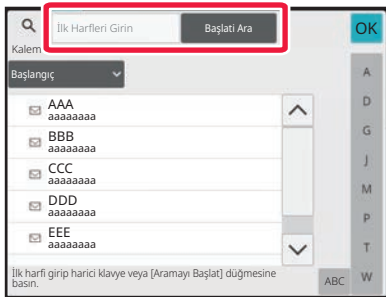 İlk Harfleri Girin
Başlati Ara
OK
Kalem
Başlangıç
AAA
aaaaaaaa
BBB
aaaaaaaa
CCC
aaaaaaaa
DDD
aaaaaaaa
EEE
aaaaaaaa
A
D
G
J
M
P
T
W
İlk harfi girip harici klavye veya [Aramayı Başlat] düğmesine
basın.
ABC